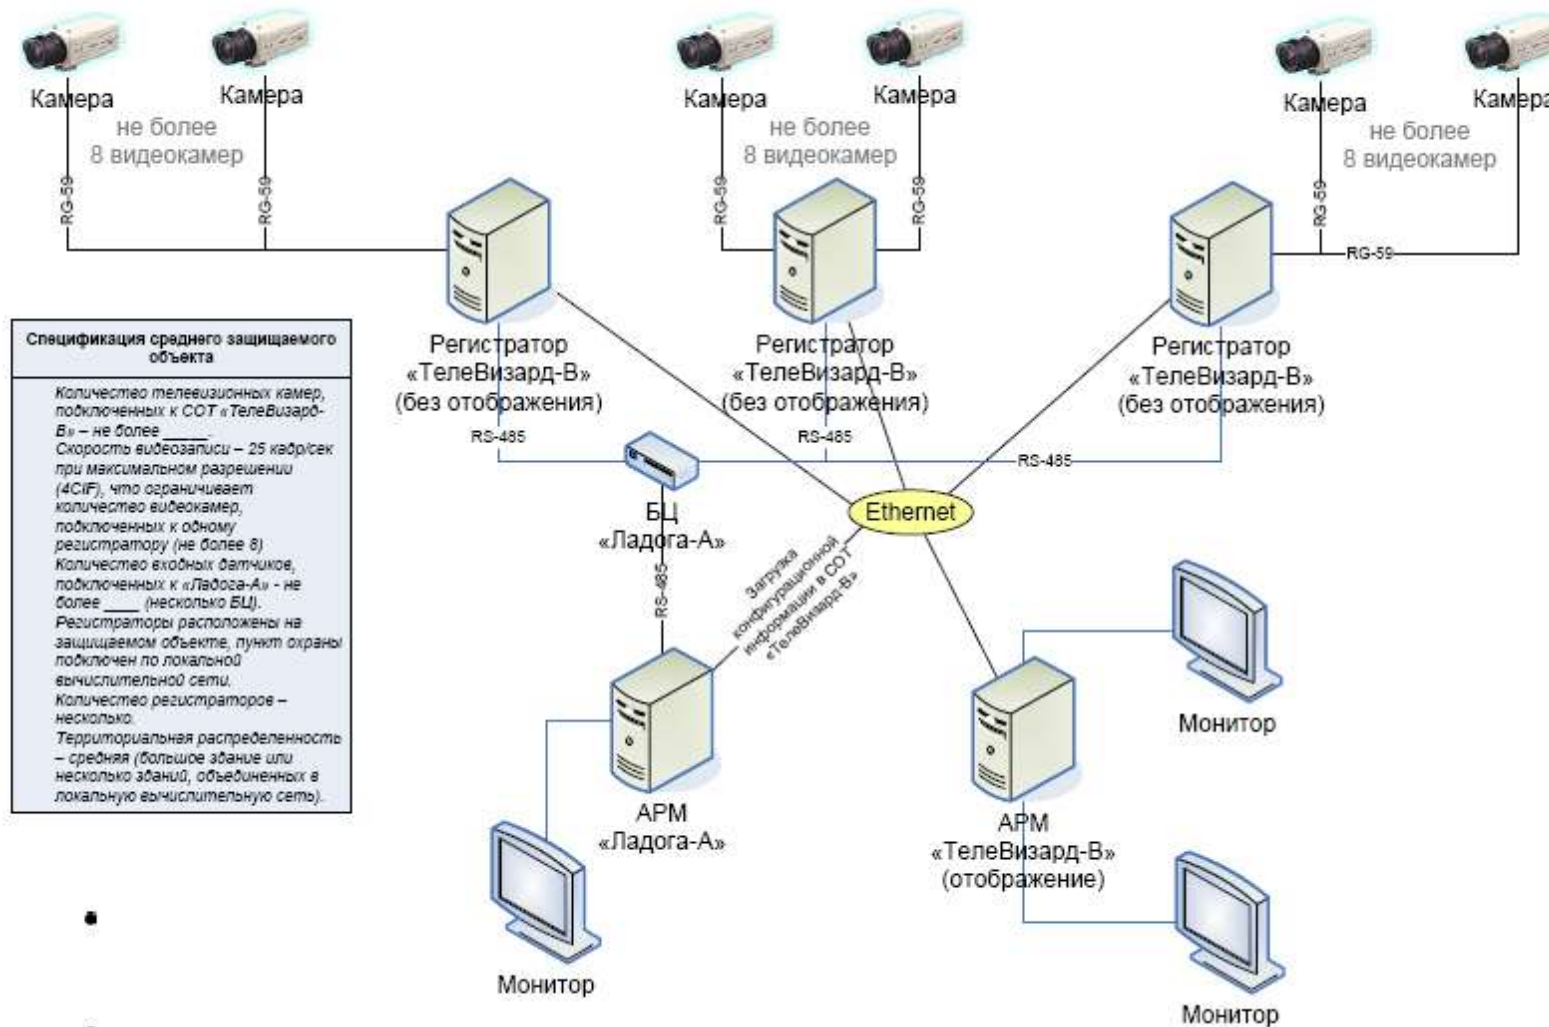 Камера
Камера
Камера
Камера
Камера
Камера
не более
8 видеокамер
не более
8 видеокамер
не более
8 видеокамер
RG-59
RG-59
RG-59
RG-59
RG-59
RG-59
Регистратор
«ТелеВизард-В»
(без отображения)
Регистратор
«ТелеВизард-В»
(без отображения)
Регистратор
«ТелеВизард-В»
(без отображения)
Спецификация среднего защищаемого
объекта
Количество телевизионных камер,
подключенных к СОТ «ТелеВизард-
В» – не более _____.
Скорость видеозаписи – 25 кадр/сек
при максимальном разрешении
(4CIF), что ограничивает
количество видеокамер,
подключенных к одному
регистратору (не более 8)
Количество входных датчиков,
подключенных к «Ладога-А» - не
более ____ (несколько БЦ).
Регистраторы расположены на
защищаемом объекте, пункт охраны
подключен по локальной
вычислительной сети.
Количество регистраторов –
несколько.
Территориальная распределенность
– средняя (большое здание или
несколько зданий, объединенных в
локальную вычислительную сеть).
RS-485
RS-485
RS-485
БЦ
«Ладога-А»
Ethernet
RS-485
Загрузка
конфигурационной
информации в СОТ
«ТелеВизард-В»
АРМ
«Ладога-А»
АРМ
«ТелеВизард-В»
(отображение)
Монитор
Монитор
Монитор